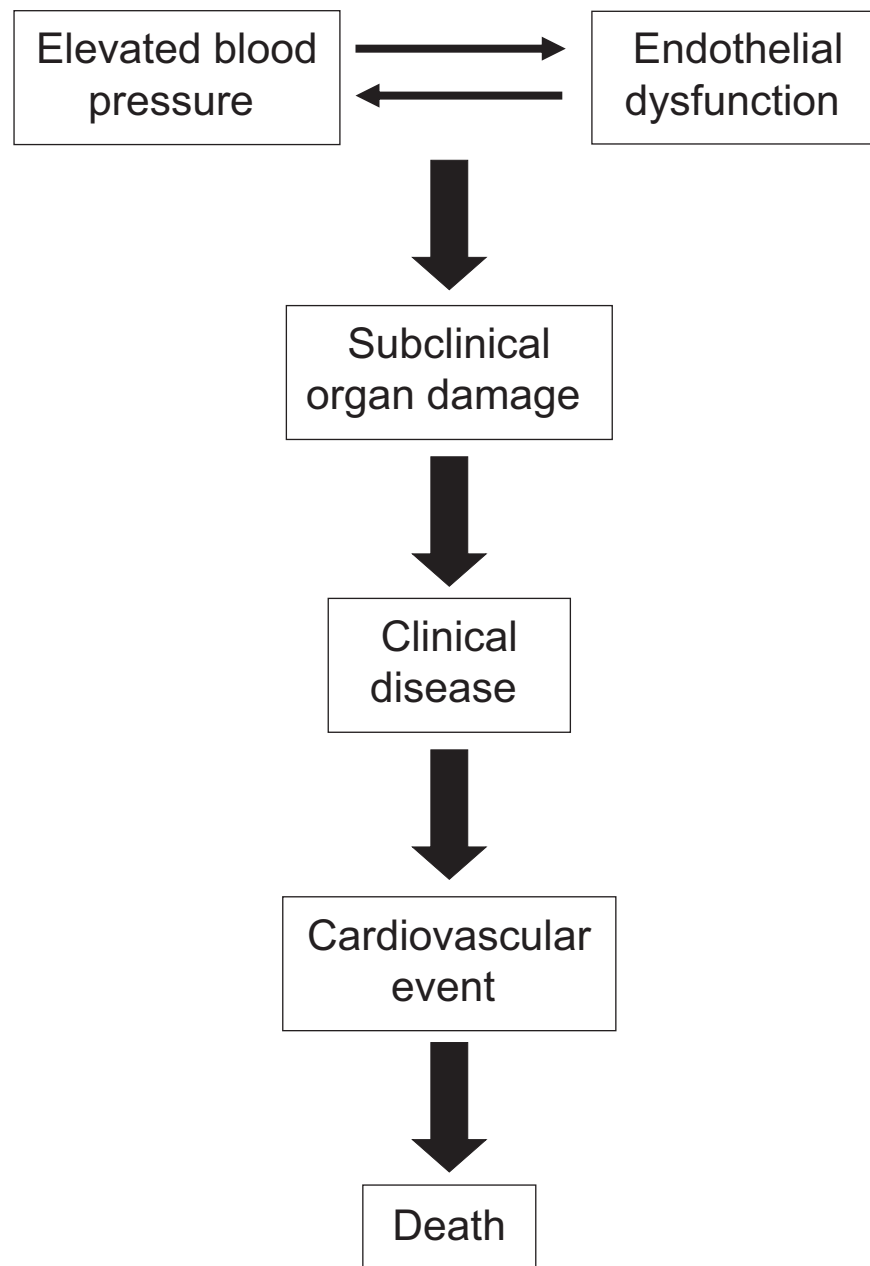 Elevated blood
pressure
Endothelial
dysfunction
Subclinical
organ damage
Clinical
disease
Cardiovascular
event
Death